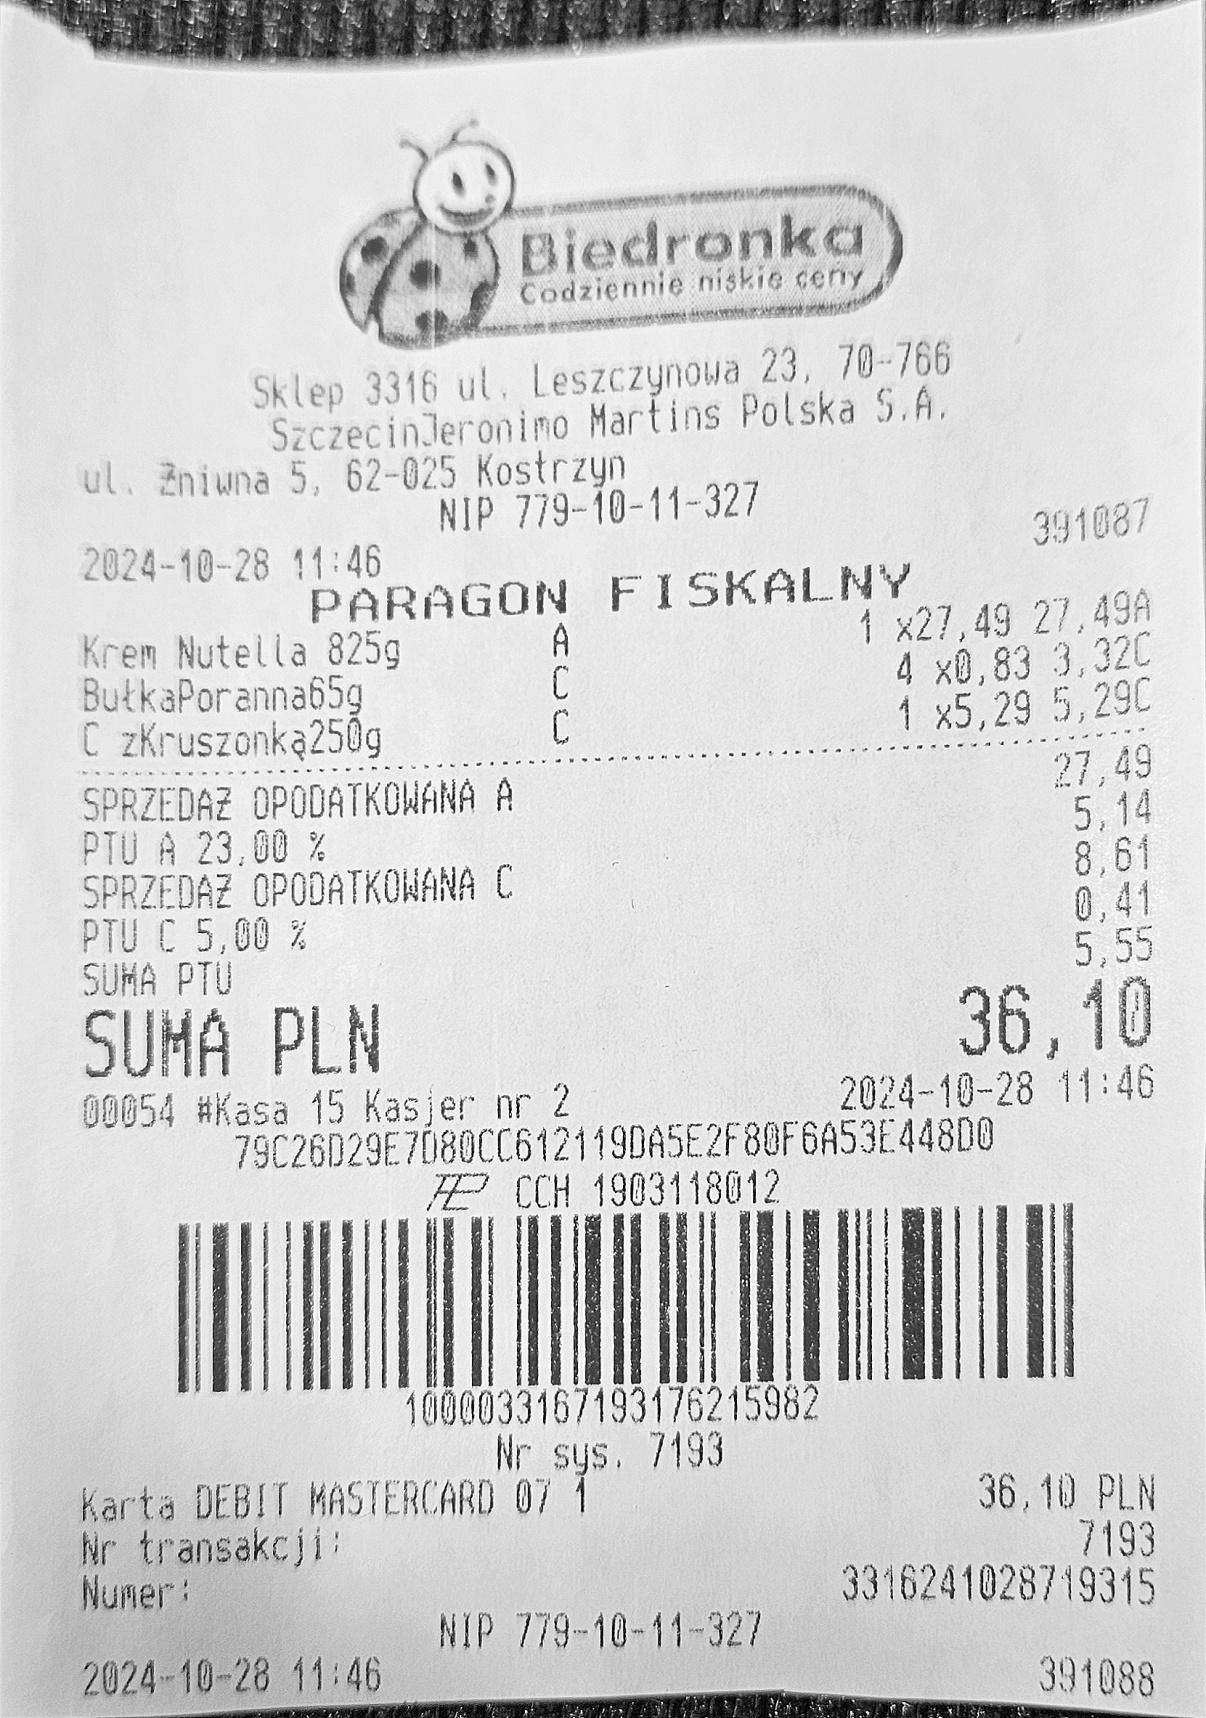 Biedronka
Codziennie niskie ceny
Sklep 3316 ul. Leszczynowa 23, 70-766
SzczecinJeronimo Martins Polska S.A.
ul. Żniwna 5, 62-025 Kostrzyn
NIP 779-10-11-327
2024-10-28 11:46 391087
PARAGON FISKALNY
Krem Nutella 825g A 1 x27,49 27,49A
BułkaPoranna65g C 4 x0,83 3,32C
C zKruszonką250g C 1 x5,29 5,29C
SPRZEDAŻ OPODATKOWANA A 27,49
PTU A 23,00 % 5,14
SPRZEDAŻ OPODATKOWANA C 8,61
PTU C 5,00 % 0,41
SUMA PTU 5,55
SUMA PLN 36,10
00054 #Kasa 15 Kasjer nr 2 2024-10-28 11:46
79C26D29E7D80CC612119DA5E2F80F6A53E448D0
CCH 1903118012
1000033167193176215982
Nr sys. 7193
Karta DEBIT MASTERCARD 07 1 36,10 PLN
Nr transakcji: 7193
Numer: 3316241028719315
NIP 779-10-11-327
2024-10-28 11:46 391088